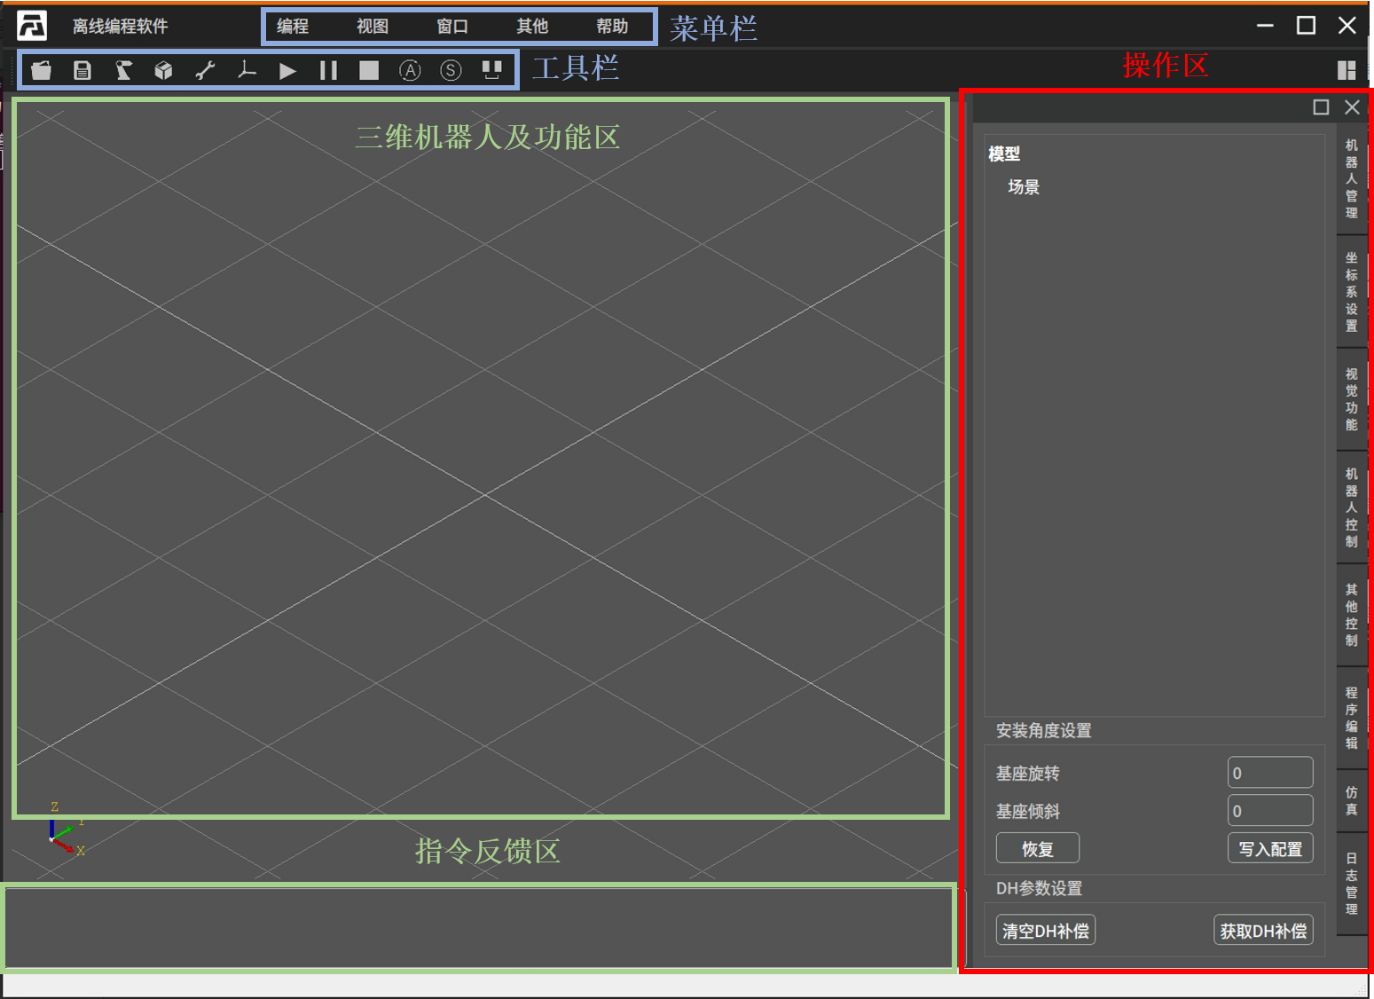 离线编程软件
编程 视图 窗口 其他 帮助
菜单栏
工具栏
操作区
三维机器人及功能区
模型
场景
机器人管理
坐标系设置
视觉功能
机器人控制
其他控制
程序编辑
仿真
日志管理
安装角度设置
基座旋转 0
基座倾斜 0
恢复 写入配置
DH参数设置
清空DH补偿 获取DH补偿
Z
X
指令反馈区